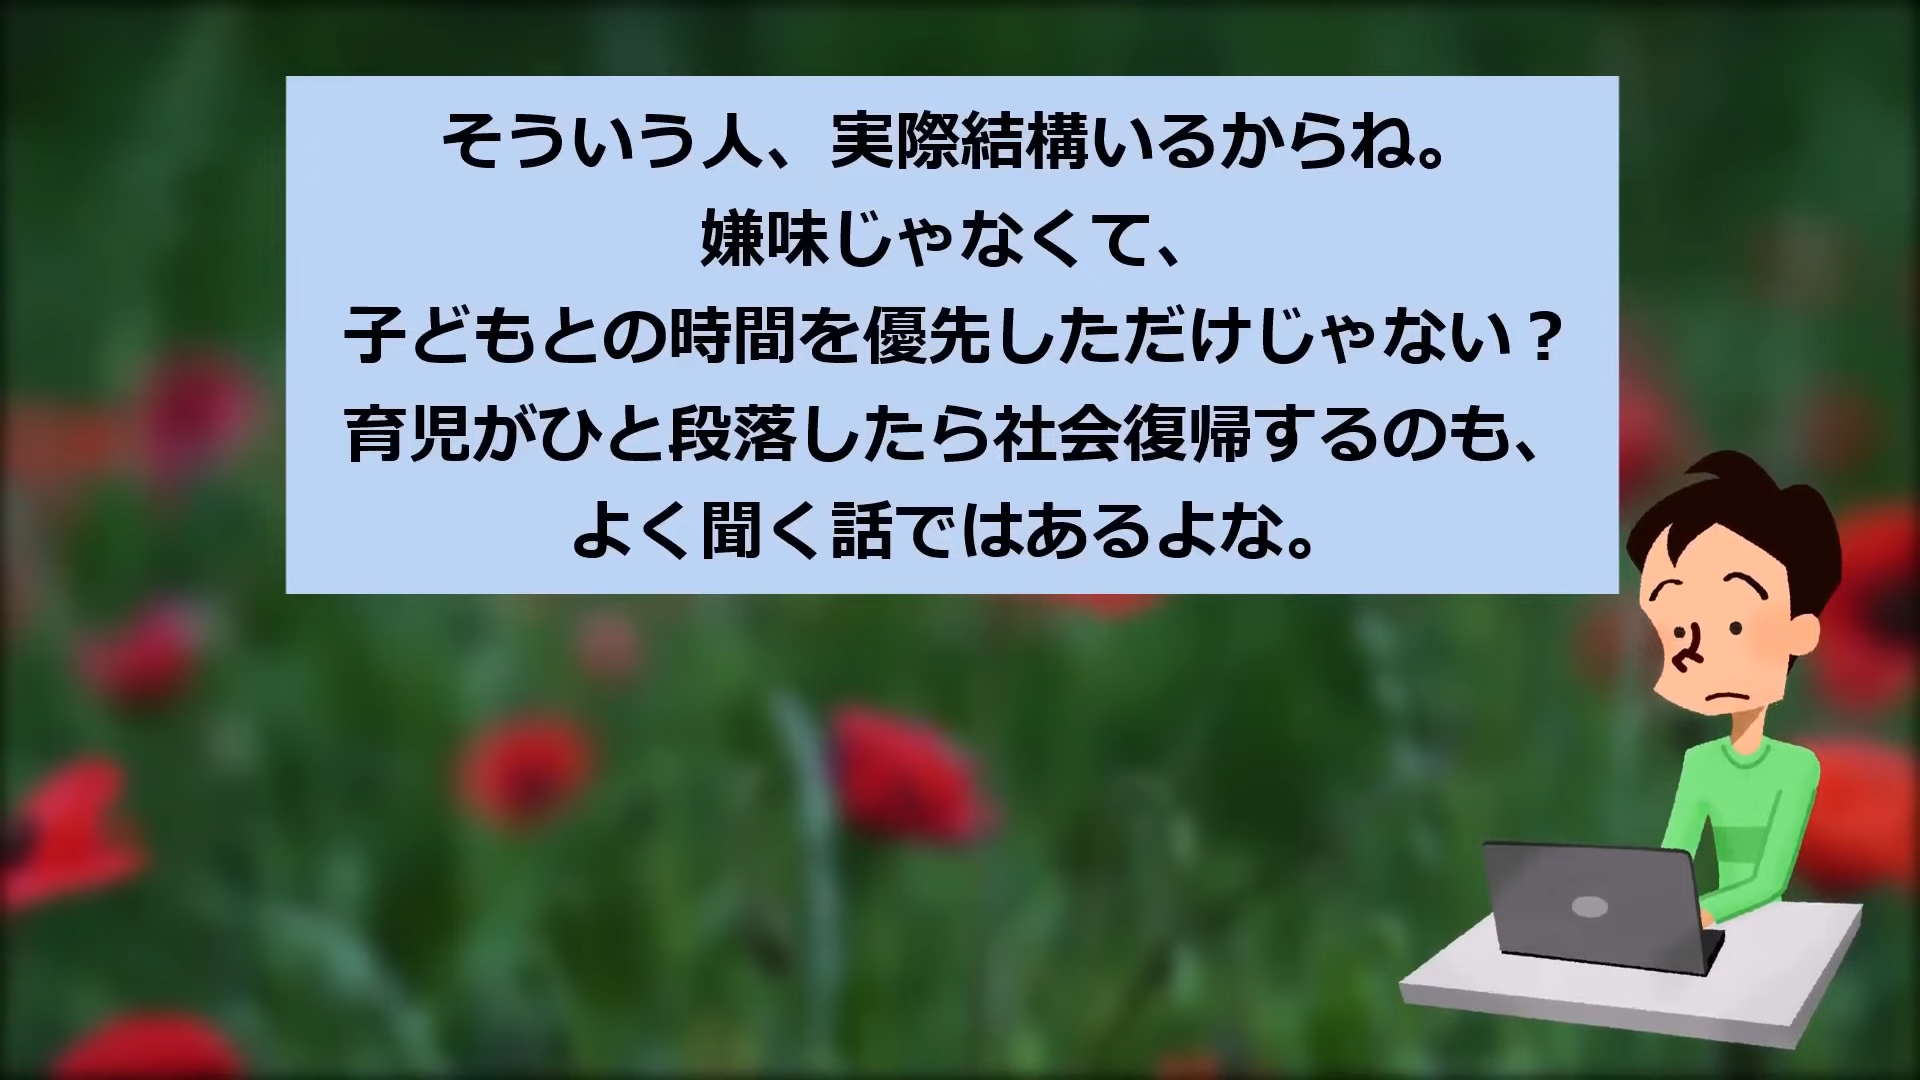 そういう人、実際結構いるからね。
嫌味じゃなくて、
子どもとの時間を優先しただけじゃない？
育児がひと段落したら社会復帰するのも、
よく聞く話ではあるよな。